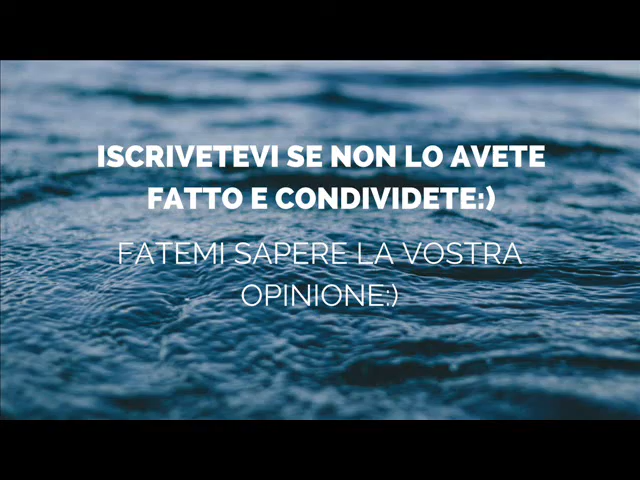 ISCRIVETEVI SE NON LO AVETE
FATTO E CONDIVIDETE:)
FATEMI SAPERE LA VOSTRA
OPINIONE:)